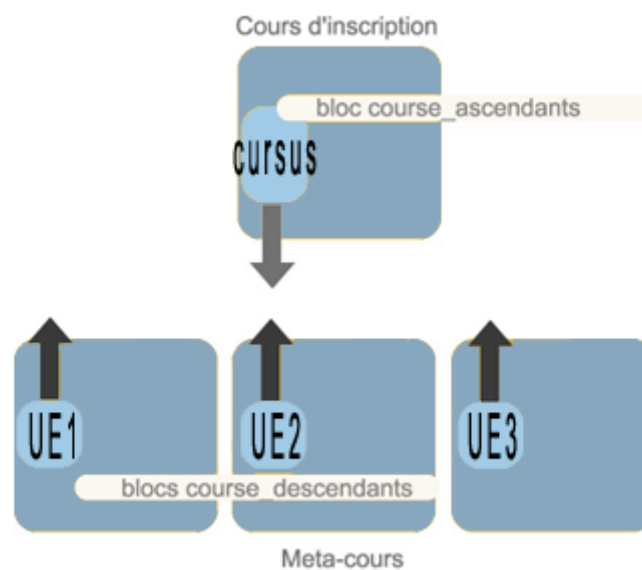 Cours d'inscription
bloc course_ascendants
cursus
UE1 UE2 UE3
blocs course_descendants
Meta-cours